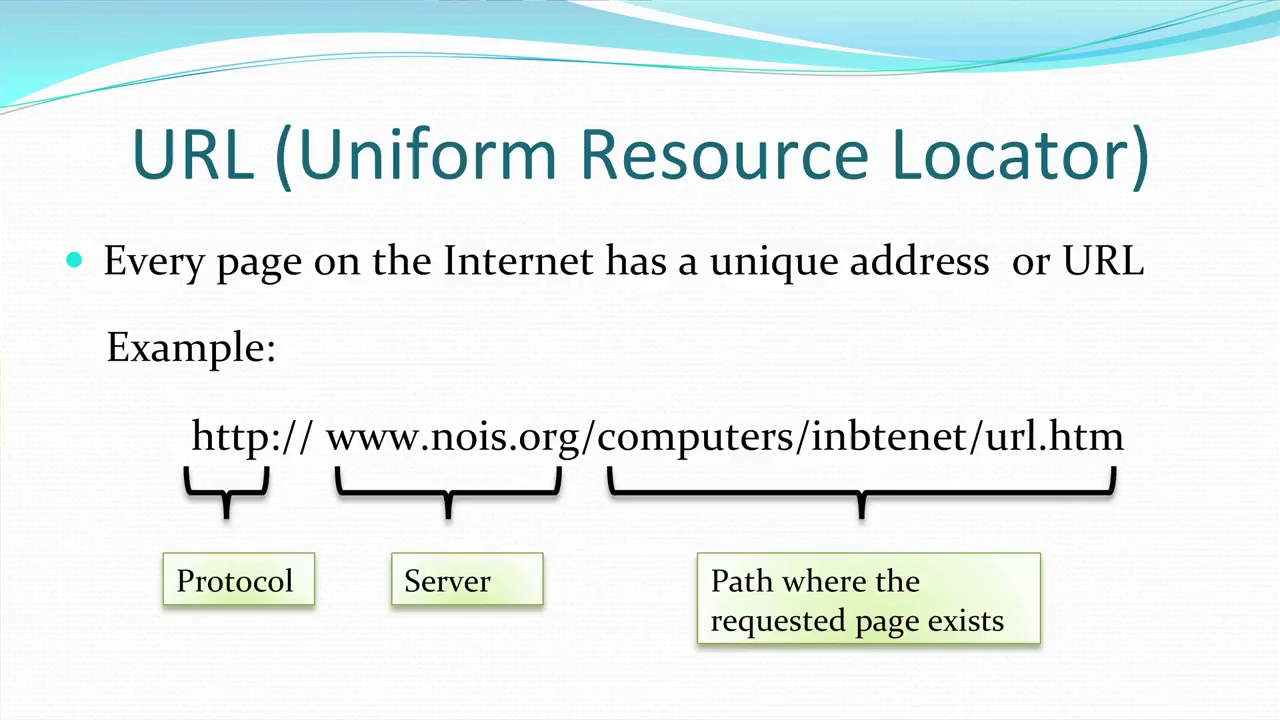 URL (Uniform Resource Locator)
Every page on the Internet has a unique address or URL
Example:
http:// www.nois.org/computers/inbtenet/url.htm
Protocol
Server
Path where the
requested page exists